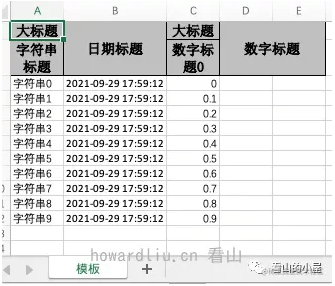 A B C D E
大标题 日期标题 大标题 数字标题
字符串标题 数字标题0
字符串0 2021-09-29 17:59:12 0
字符串1 2021-09-29 17:59:12 0.1
字符串2 2021-09-29 17:59:12 0.2
字符串3 2021-09-29 17:59:12 0.3
字符串4 2021-09-29 17:59:12 0.4
字符串5 2021-09-29 17:59:12 0.5
字符串6 2021-09-29 17:59:12 0.6
字符串7 2021-09-29 17:59:12 0.7
字符串8 2021-09-29 17:59:12 0.8
字符串9 2021-09-29 17:59:12 0.9
howardliu.cn 看山
模板 +
看山的小屋